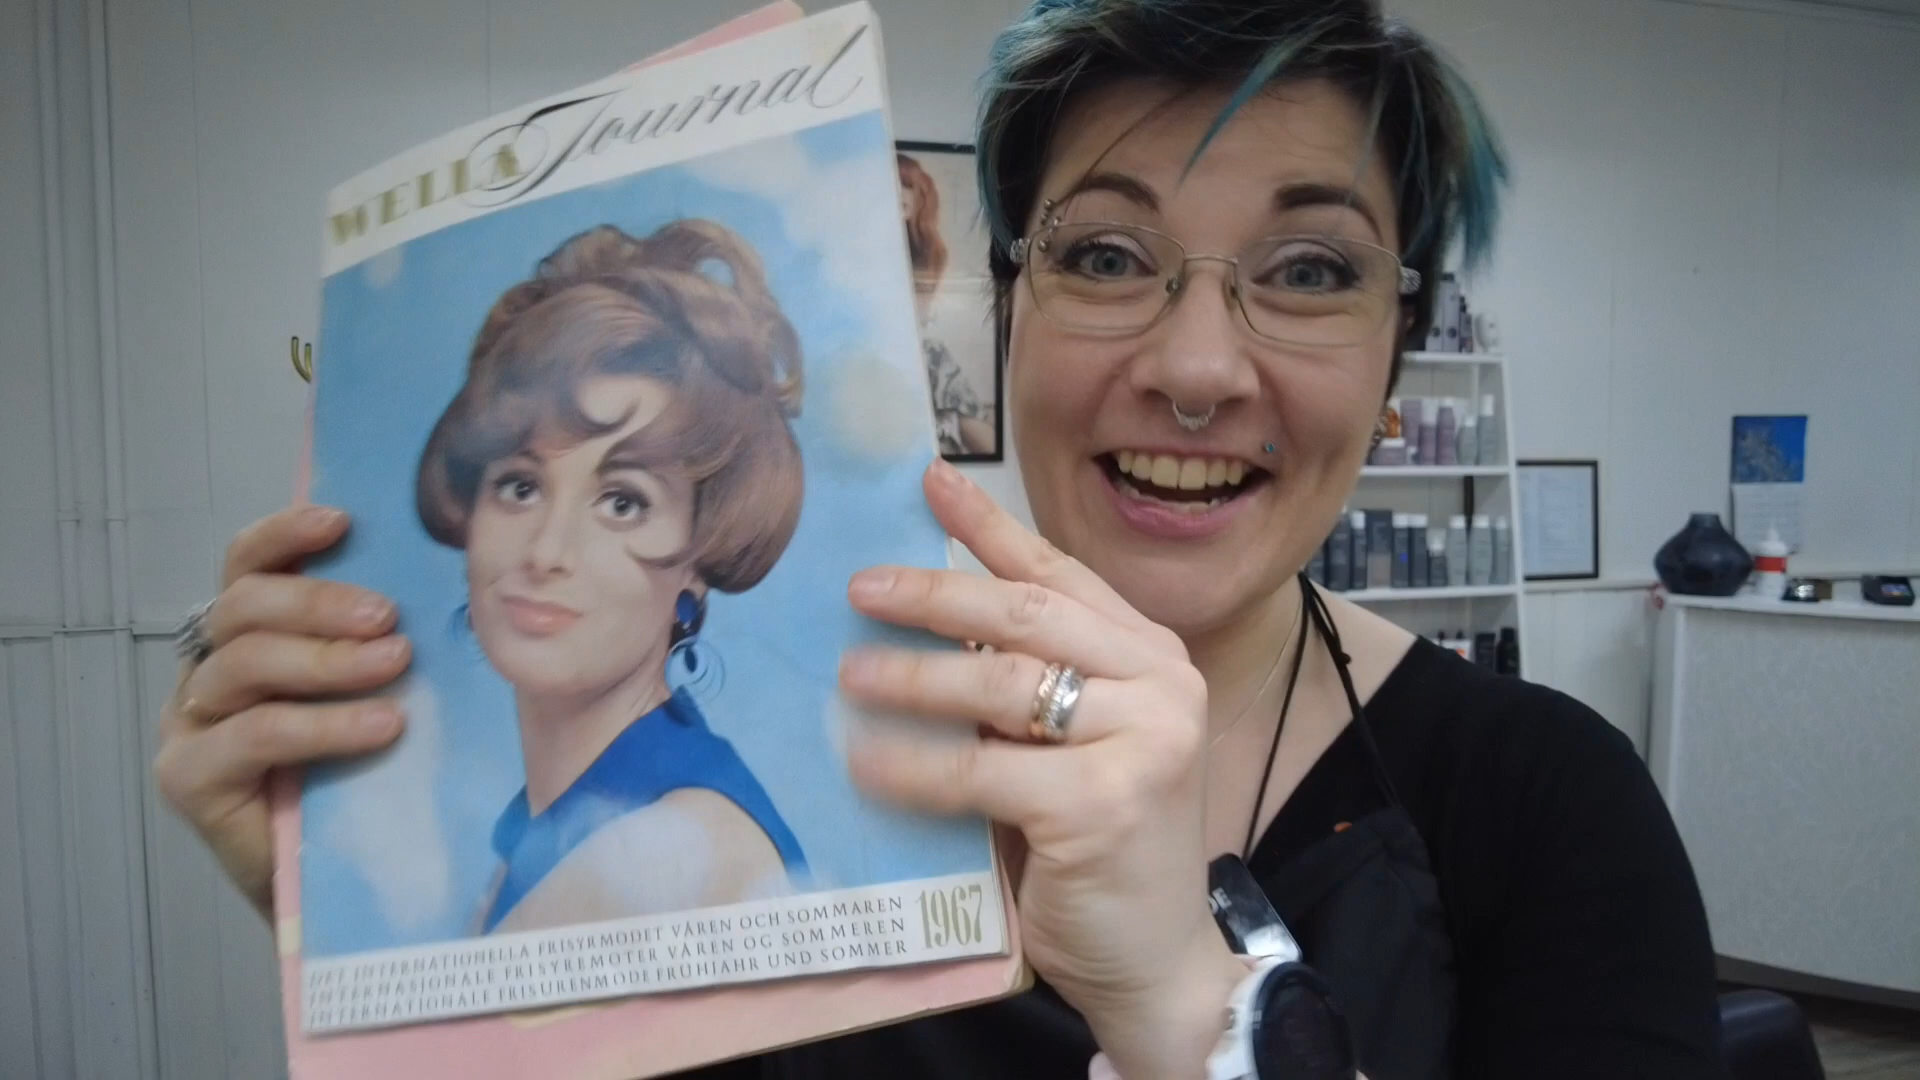 WELLA Journal
DET INTERNATIONELLA FRISYRMODET VÅREN OCH SOMMAREN
INTERNASJONALE FRISYREMOTER VÅREN OG SOMMEREN
INTERNATIONALE FRISURENMODE FRÜHJAHR UND SOMMER
1967